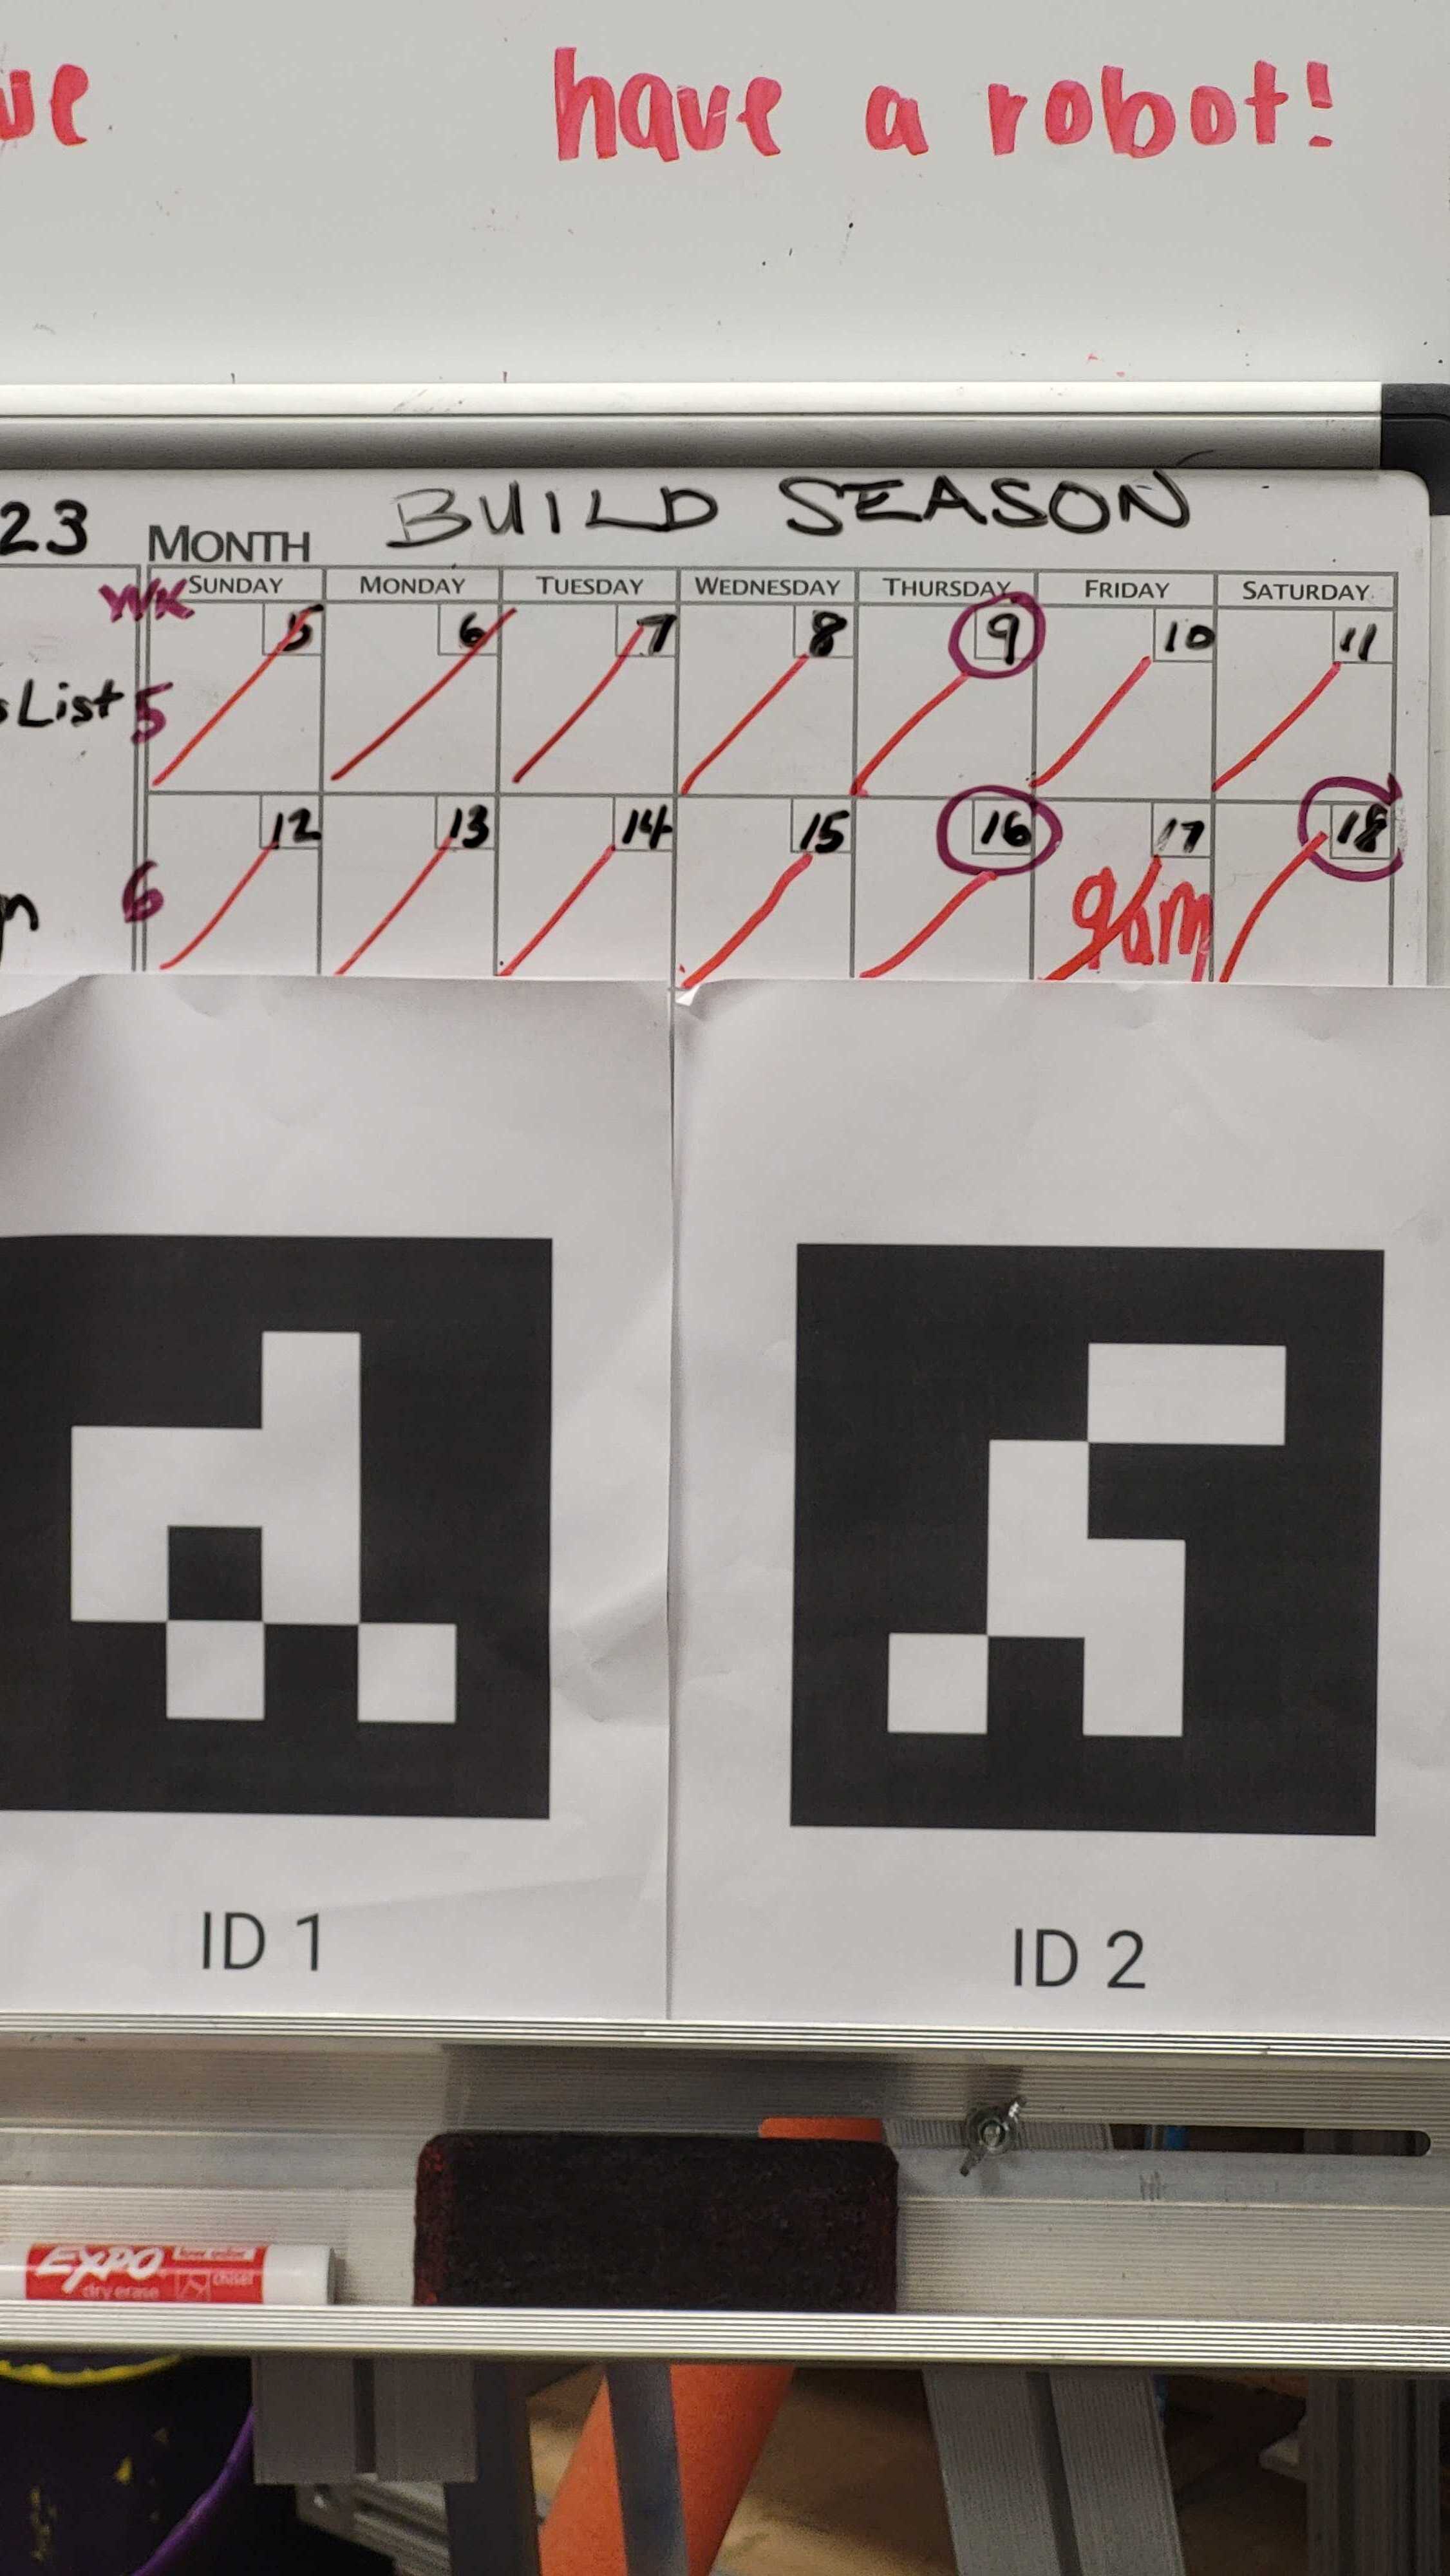 ve have a robot!
23 MONTH BUILD SEASON
WK SUNDAY MONDAY TUESDAY WEDNESDAY THURSDAY FRIDAY SATURDAY
5 6 7 8 9 10 11
List 5
12 13 14 15 16 17 18
6 9am
ID 1 ID 2
EXPO
dry erase chisel